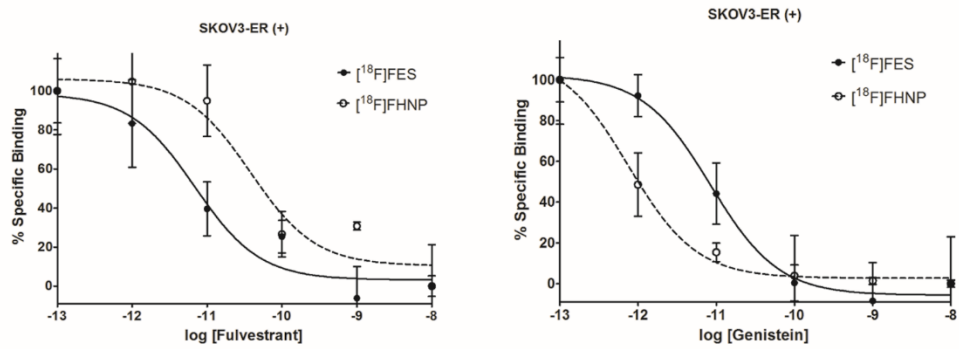 SKOV3-ER (+)
[18F]FES
[18F]FHNP
% Specific Binding
100
80
60
40
20
0
-13 -12 -11 -10 -9 -8
log [Fulvestrant]
SKOV3-ER (+)
[18F]FES
[18F]FHNP
% Specific Binding
100
80
60
40
20
0
-13 -12 -11 -10 -9 -8
log [Genistein]